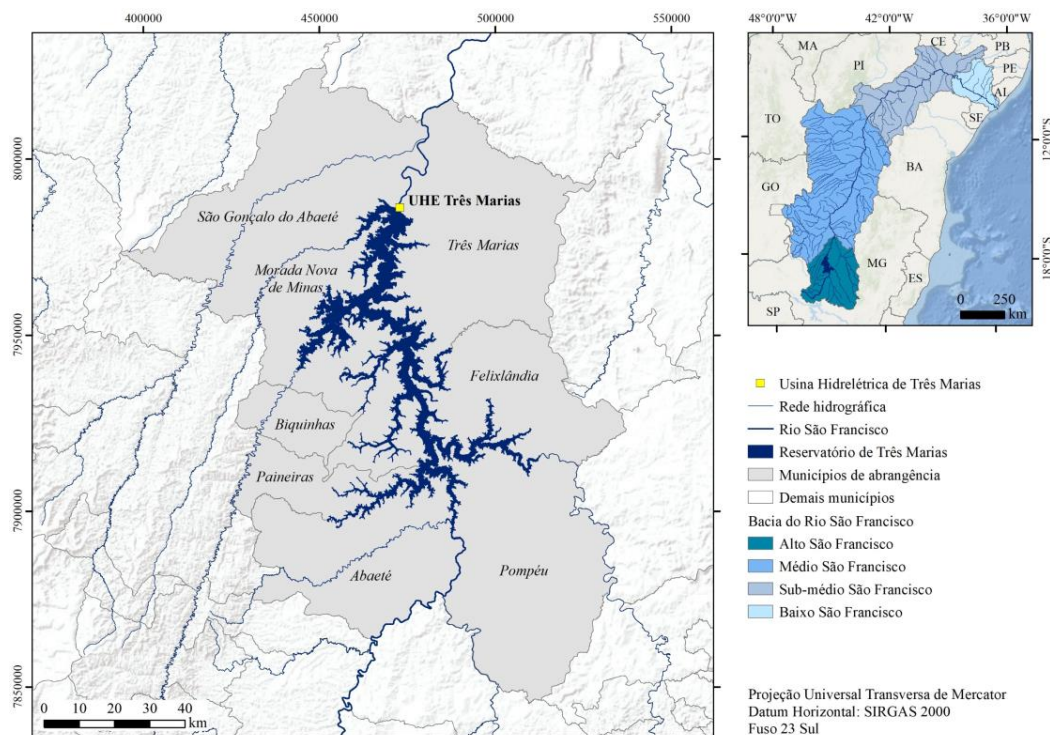 400000
450000
500000
550000
8000000
7950000
7900000
7850000
UHE Três Marias
São Gonçalo do Abaeté
Três Marias
Morada Nova
de Minas
Felixlândia
Biquinhas
Paineiras
Abaeté
Pompéu
0 10 20 30 40
km
48°0'0"W
42°0'0"W
36°0'0"W
12°0'0"S
18°0'0"S
MA
CE
PB
PI
PE
AL
TO
SE
BA
GO
MG
ES
SP
0 250
km
Usina Hidrelétrica de Três Marias
Rede hidrográfica
Rio São Francisco
Reservatório de Três Marias
Municípios de abrangência
Demais municípios
Bacia do Rio São Francisco
Alto São Francisco
Médio São Francisco
Sub-médio São Francisco
Baixo São Francisco
Projeção Universal Transversa de Mercator
Datum Horizontal: SIRGAS 2000
Fuso 23 Sul